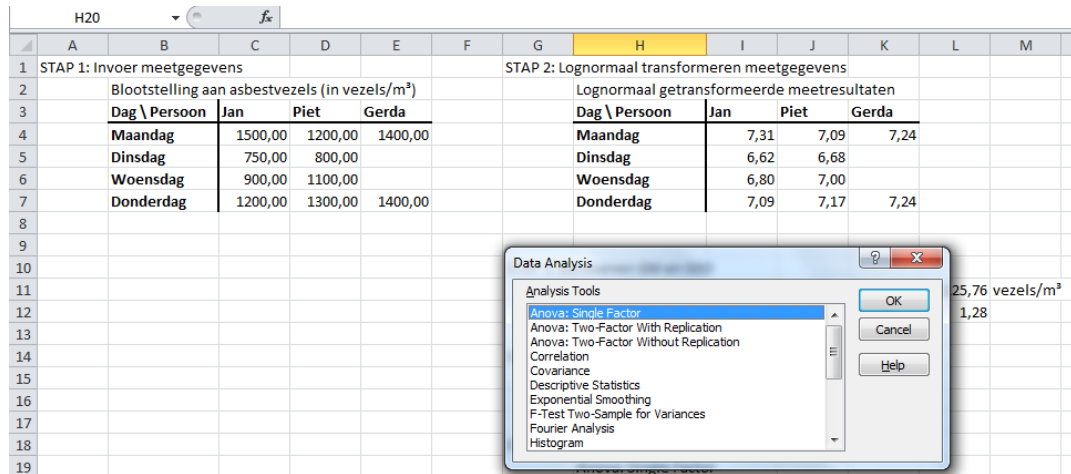 H20 fx
A B C D E F G H I J K L M
1 STAP 1: Invoer meetgegevens STAP 2: Lognormaal transformeren meetgegevens
2 Blootstelling aan asbestvezels (in vezels/m³) Lognormaal getransformeerde meetresultaten
3 Dag \ Persoon Jan Piet Gerda Dag \ Persoon Jan Piet Gerda
4 Maandag 1500,00 1200,00 1400,00 Maandag 7,31 7,09 7,24
5 Dinsdag 750,00 800,00 Dinsdag 6,62 6,68
6 Woensdag 900,00 1100,00 Woensdag 6,80 7,00
7 Donderdag 1200,00 1300,00 1400,00 Donderdag 7,09 7,17 7,24
8
9
10
11 25,76 vezels/m³
12 1,28
13
14
15
16
17
18
19
Data Analysis ?
Analysis Tools
Anova: Single Factor
Anova: Two-Factor With Replication
Anova: Two-Factor Without Replication
Correlation
Covariance
Descriptive Statistics
Exponential Smoothing
F-Test Two-Sample for Variances
Fourier Analysis
Histogram
OK
Cancel
Help